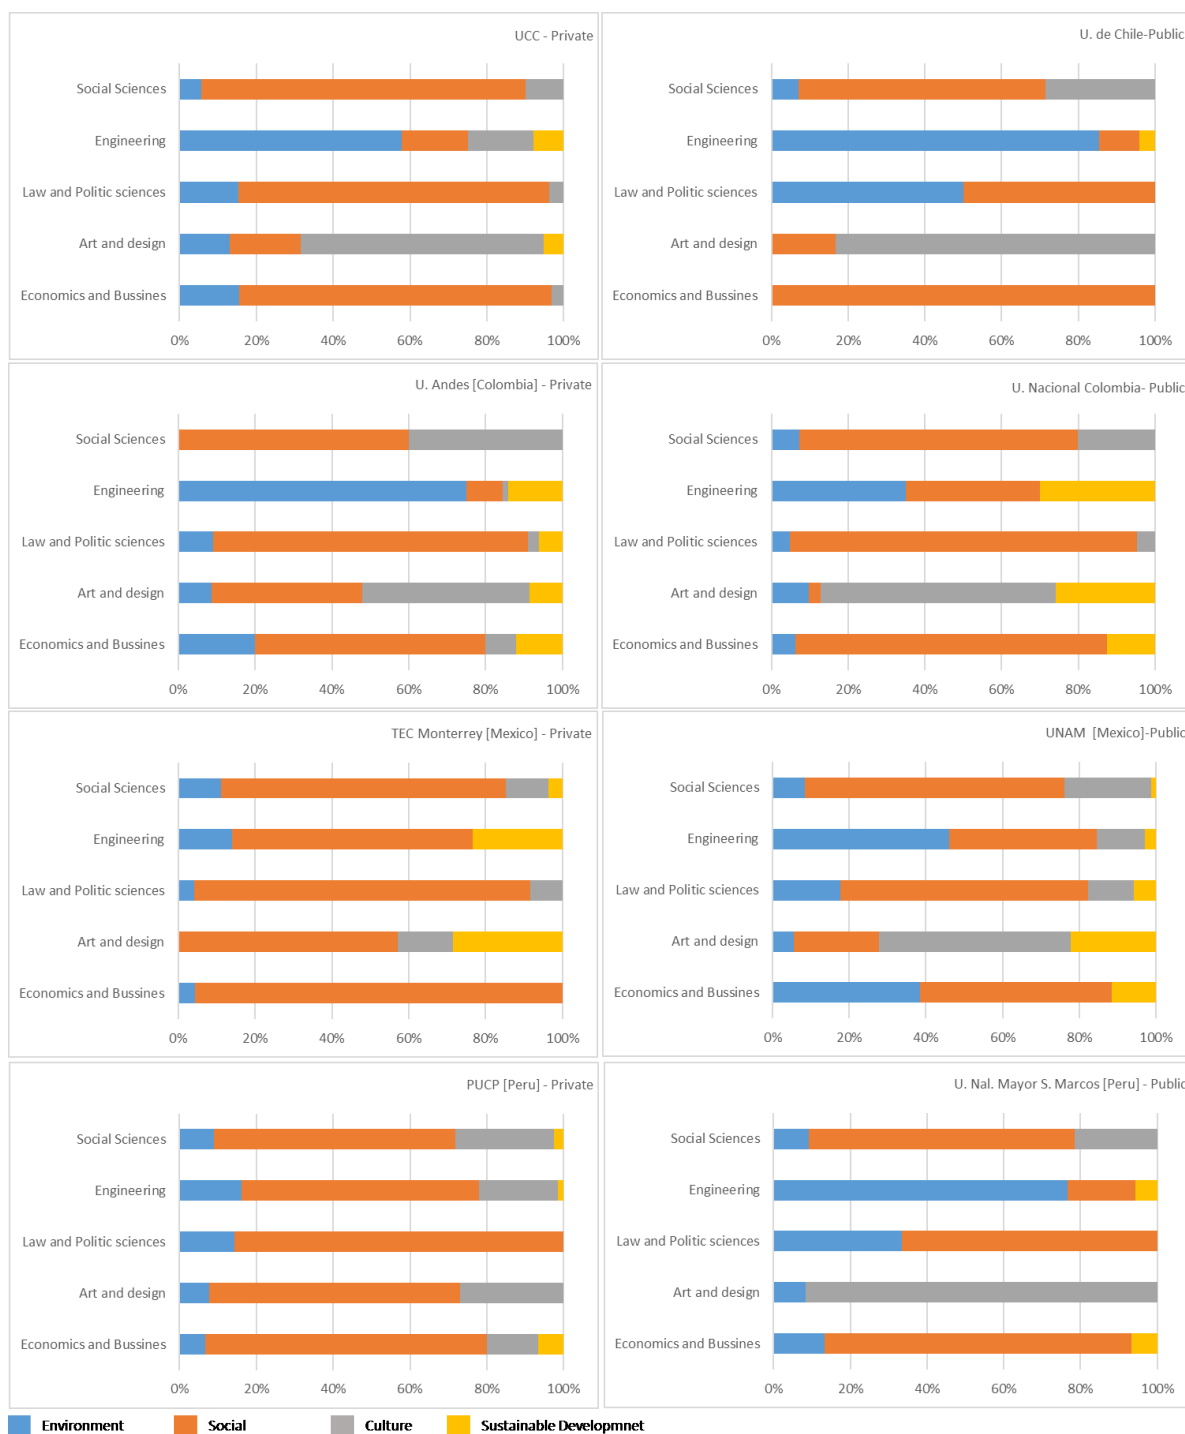 UCC - Private
Social Sciences
Engineering
Law and Politic sciences
Art and design
Economics and Bussines
0% 20% 40% 60% 80% 100%
U. de Chile-Public
Social Sciences
Engineering
Law and Politic sciences
Art and design
Economics and Bussines
0% 20% 40% 60% 80% 100%
U. Andes [Colombia] - Private
Social Sciences
Engineering
Law and Politic sciences
Art and design
Economics and Bussines
0% 20% 40% 60% 80% 100%
U. Nacional Colombia- Public
Social Sciences
Engineering
Law and Politic sciences
Art and design
Economics and Bussines
0% 20% 40% 60% 80% 100%
TEC Monterrey [Mexico] - Private
Social Sciences
Engineering
Law and Politic sciences
Art and design
Economics and Bussines
0% 20% 40% 60% 80% 100%
UNAM [Mexico]-Public
Social Sciences
Engineering
Law and Politic sciences
Art and design
Economics and Bussines
0% 20% 40% 60% 80% 100%
PUCP [Peru] - Private
Social Sciences
Engineering
Law and Politic sciences
Art and design
Economics and Bussines
0% 20% 40% 60% 80% 100%
U. Nal. Mayor S. Marcos [Peru] - Public
Social Sciences
Engineering
Law and Politic sciences
Art and design
Economics and Bussines
0% 20% 40% 60% 80% 100%
Environment Social Culture Sustainable Developmnet